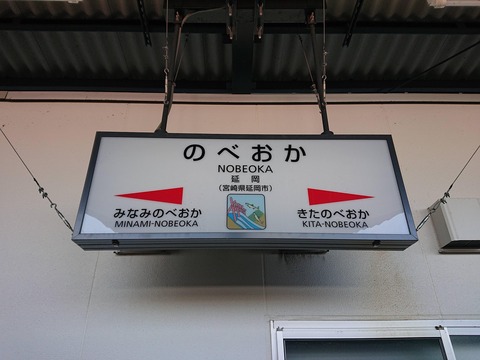 のべおか
NOBEOKA
延岡
(宮崎県延岡市)
みなみのべおか
MINAMI-NOBEOKA
きたのべおか
KITA-NOBEOKA